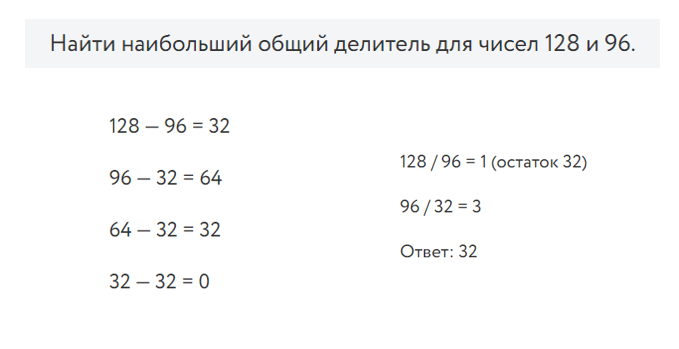 Найти наибольший общий делитель для чисел 128 и 96.
128 — 96 = 32
96 — 32 = 64
64 — 32 = 32
32 — 32 = 0
128 / 96 = 1 (остаток 32)
96 / 32 = 3
Ответ: 32